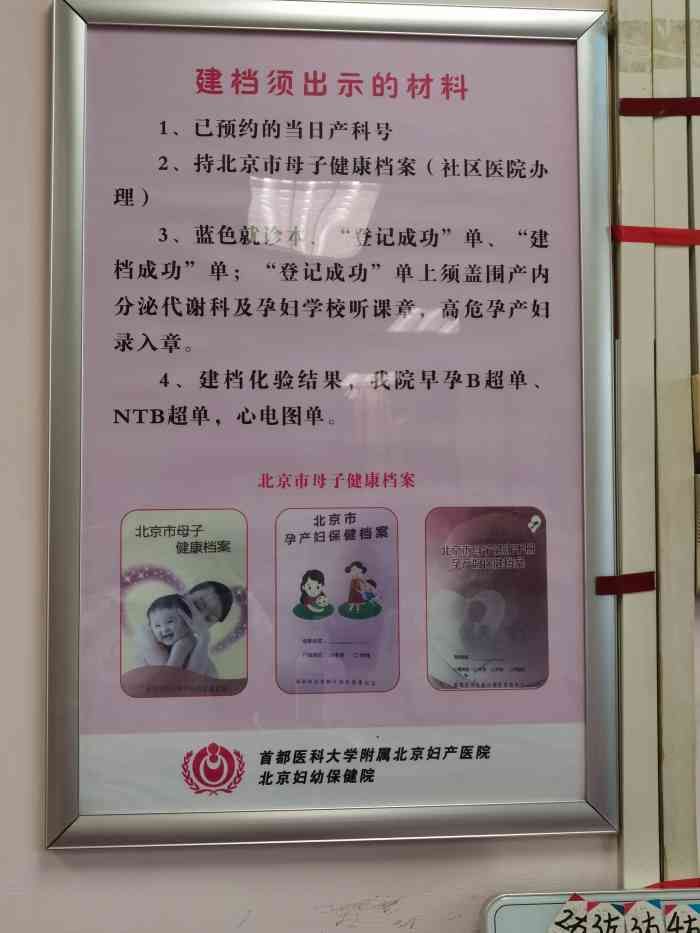 建档须出示的材料
1、已预约的当日产科号
2、持北京市母子健康档案（社区医院办
理）
3、蓝色就诊本、“登记成功”单、“建
档成功”单；“登记成功”单上须盖围产内
分泌代谢科及孕妇学校听课章，高危孕产妇
录入章。
4、建档化验结果，我院早孕B超单、
NTB超单，心电图单。
北京市母子健康档案
北京市母子
健康档案
北京市
孕产妇保健档案
首都医科大学附属北京妇产医院
北京妇幼保健院